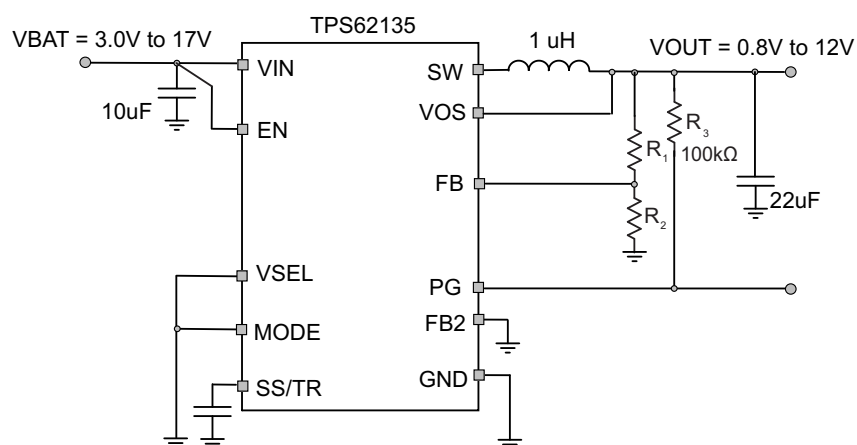 TPS62135
VBAT = 3.0V to 17V
1 uH
VOUT = 0.8V to 12V
VIN
SW
10uF
VOS
EN
R3
R1
100kΩ
FB
R2
22uF
VSEL
PG
MODE
FB2
SS/TR
GND